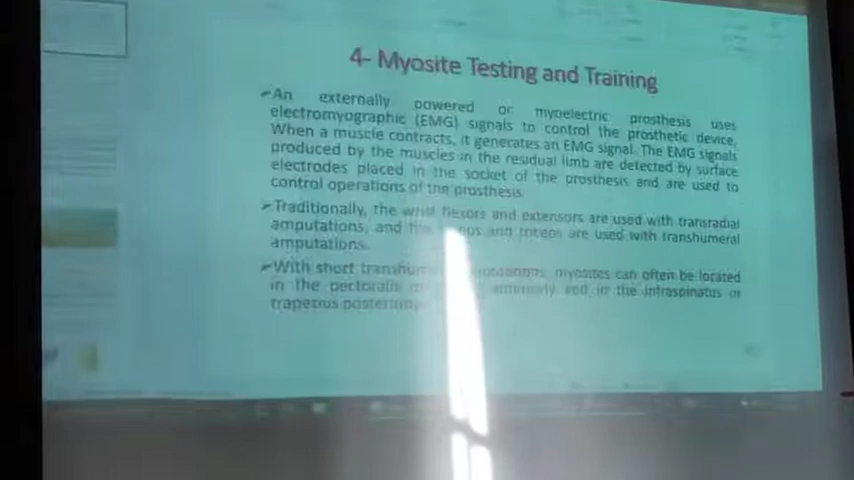 4- Myosite Testing and Training
An externally powered or myoelectric prosthesis uses
electromyographic (EMG) signals to control the prosthetic device.
When a muscle contracts, it generates an EMG signal. The EMG signals
produced by the muscles in the residual limb are detected by surface
electrodes placed in the socket of the prosthesis and are used to
control operations of the prosthesis.
Traditionally, the wrist flexors and extensors are used with transradial
amputations, and the and triceps are used with transhumeral
amputations.
With short myosites can often be located
in the pectoralis and in the infraspinatus or
trapezius